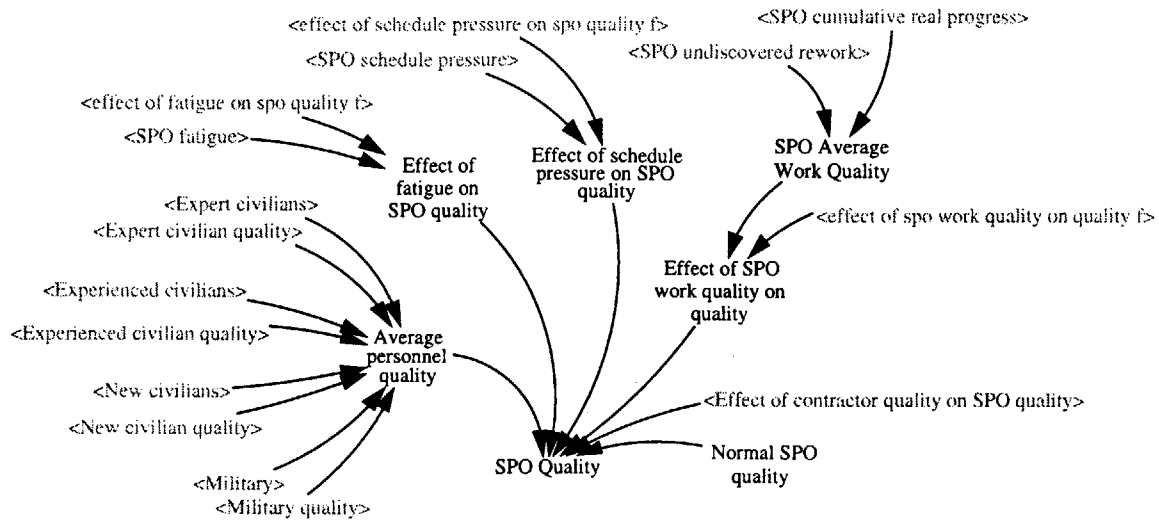 <effect of schedule pressure on spo quality f>
<SPO cumulative real progress>
<SPO schedule pressure>
<SPO undiscovered rework>
<effect of fatigue on spo quality f>
<SPO fatigue>
Effect of
fatigue on
SPO quality
Effect of schedule
pressure on SPO
quality
SPO Average
Work Quality
<Expert civilians>
<Expert civilian quality>
<effect of spo work quality on quality f>
Effect of SPO
work quality on
quality
<Experienced civilians>
<Experienced civilian quality>
Average
personnel
quality
<New civilians>
<New civilian quality>
<Effect of contractor quality on SPO quality>
SPO Quality
Normal SPO
quality
<Military>
<Military quality>